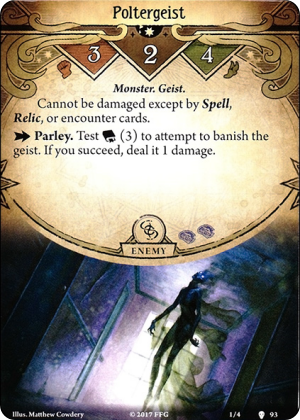 Poltergeist
3 2 4
Monster. Geist.
Cannot be damaged except by Spell,
Relic, or encounter cards.
Parley. Test (3) to attempt to banish the
geist. If you succeed, deal it 1 damage.
ENEMY
Illus. Matthew Cowdery © 2017 FFG 1/4 93